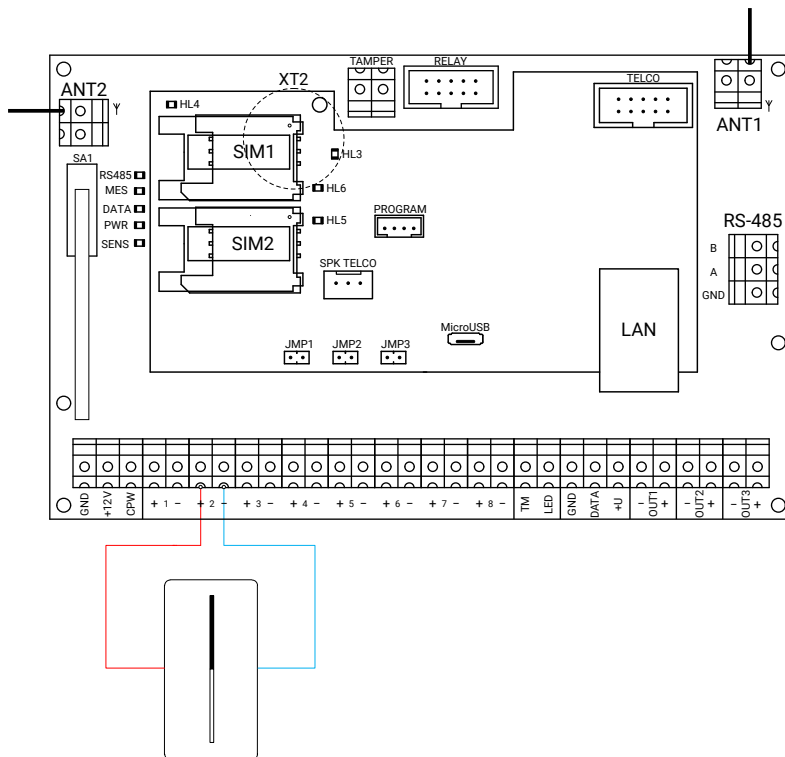 TAMPER
RELAY
XT2
TELCO
ANT2
HL4
ANT1
SIM1
SA1
HL3
RS485
MES
HL6
DATA
PROGRAM
HL5
PWR
SIM2
SENS
RS-485
B
A
GND
SPK TELCO
MicroUSB
LAN
JMP1
JMP2
JMP3
GND
+12V
CPW
+ 1 −
+ 2 −
+ 3 −
+ 4 −
+ 5 −
+ 6 −
+ 7 −
+ 8 −
TM
LED
GND
DATA
+U
− OUT1 +
− OUT2 +
− OUT3 +